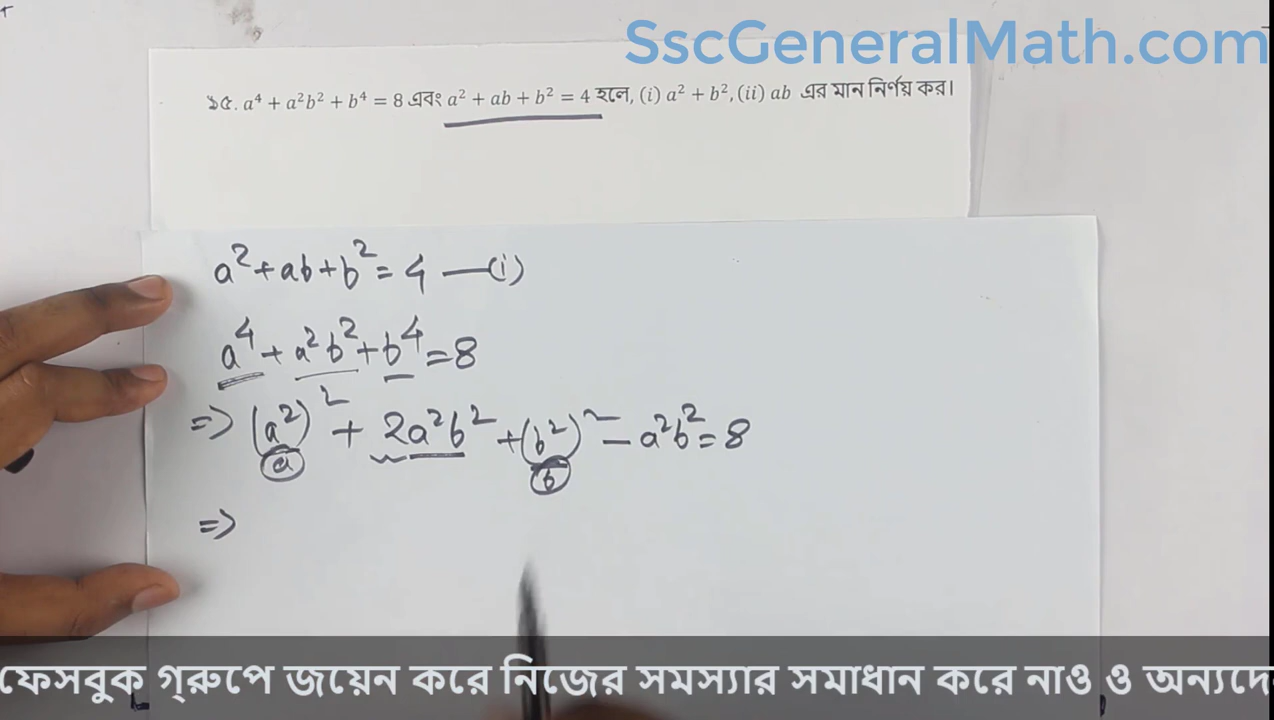 SscGeneralMath.com
১৫. a⁴ + a²b² + b⁴ = 8 এবং a² + ab + b² = 4 হলে, (i) a² + b², (ii) ab এর মান নির্ণয় কর।
a² + ab + b² = 4 —(i)
a⁴ + a²b² + b⁴ = 8
=> (a²)² + 2a²b² + (b²)² − a²b² = 8
a b
=>
ফেসবুক গ্রুপে জয়েন করে নিজের সমস্যার সমাধান করে নাও ও অন্যদে